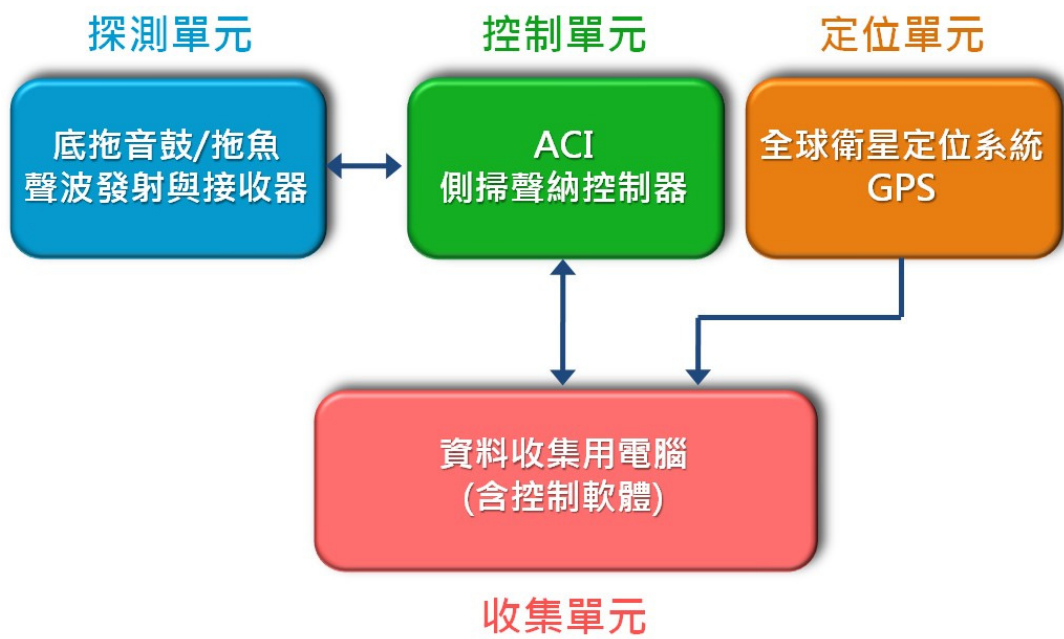 探測單元
控制單元
定位單元
底拖音鼓/拖魚
聲波發射與接收器
ACI
側掃聲納控制器
全球衛星定位系統
GPS
資料收集用電腦
(含控制軟體)
收集單元